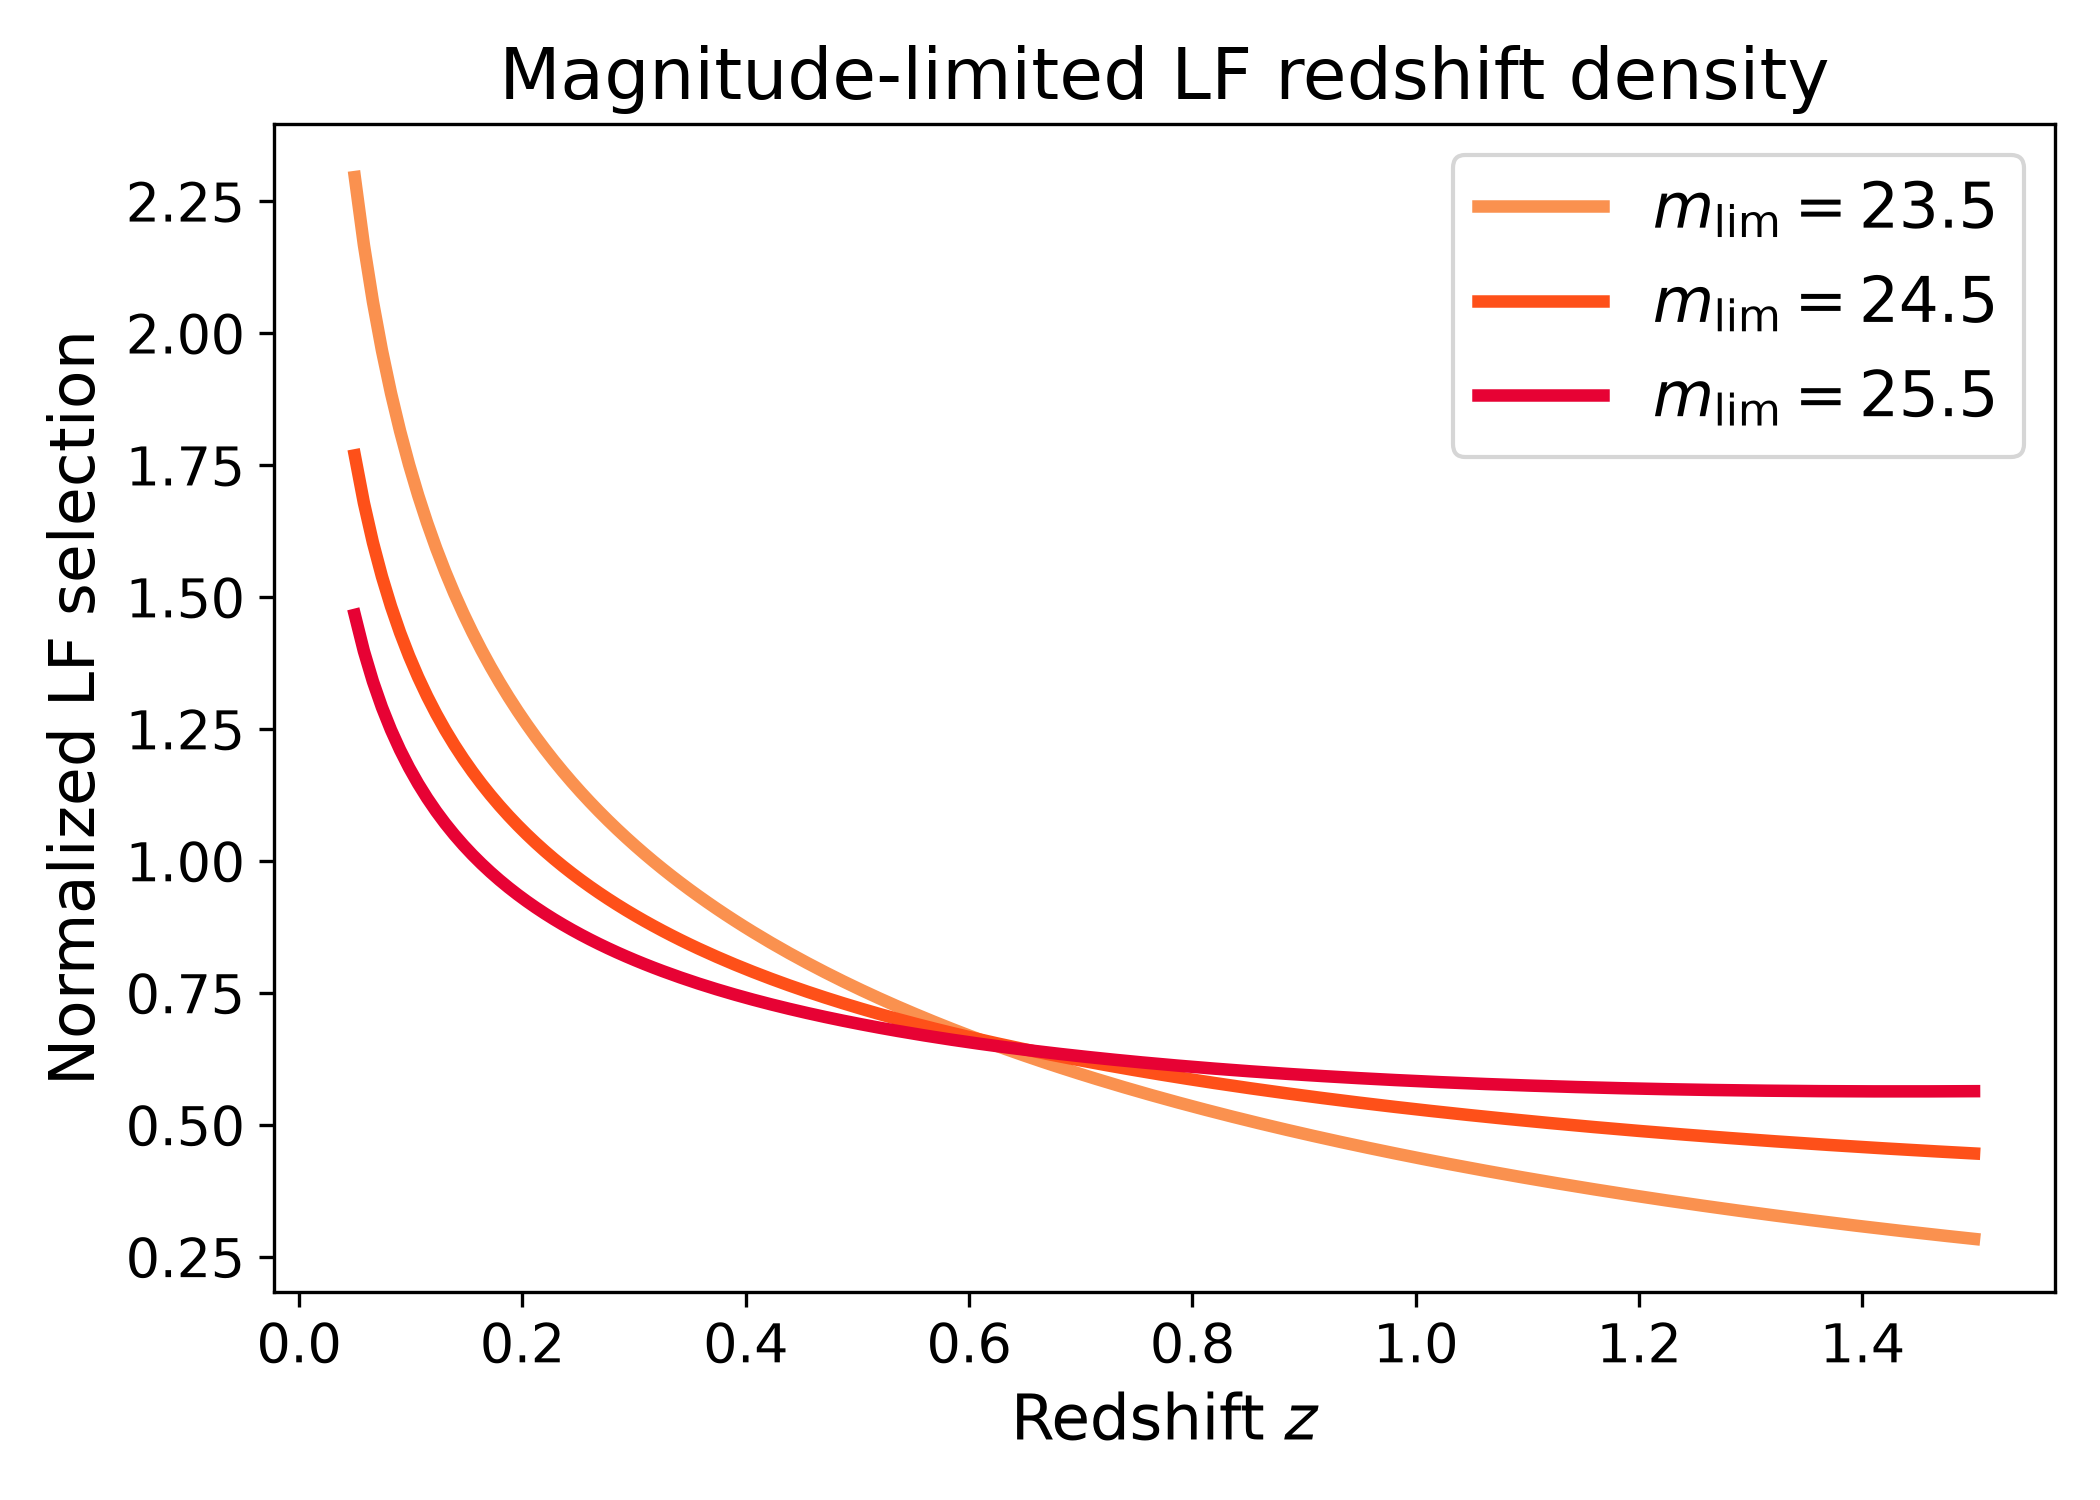 Magnitude-limited LF redshift density
Normalized LF selection
2.25
2.00
1.75
1.50
1.25
1.00
0.75
0.50
0.25
0.0 0.2 0.4 0.6 0.8 1.0 1.2 1.4
Redshift z
m_lim = 23.5
m_lim = 24.5
m_lim = 25.5